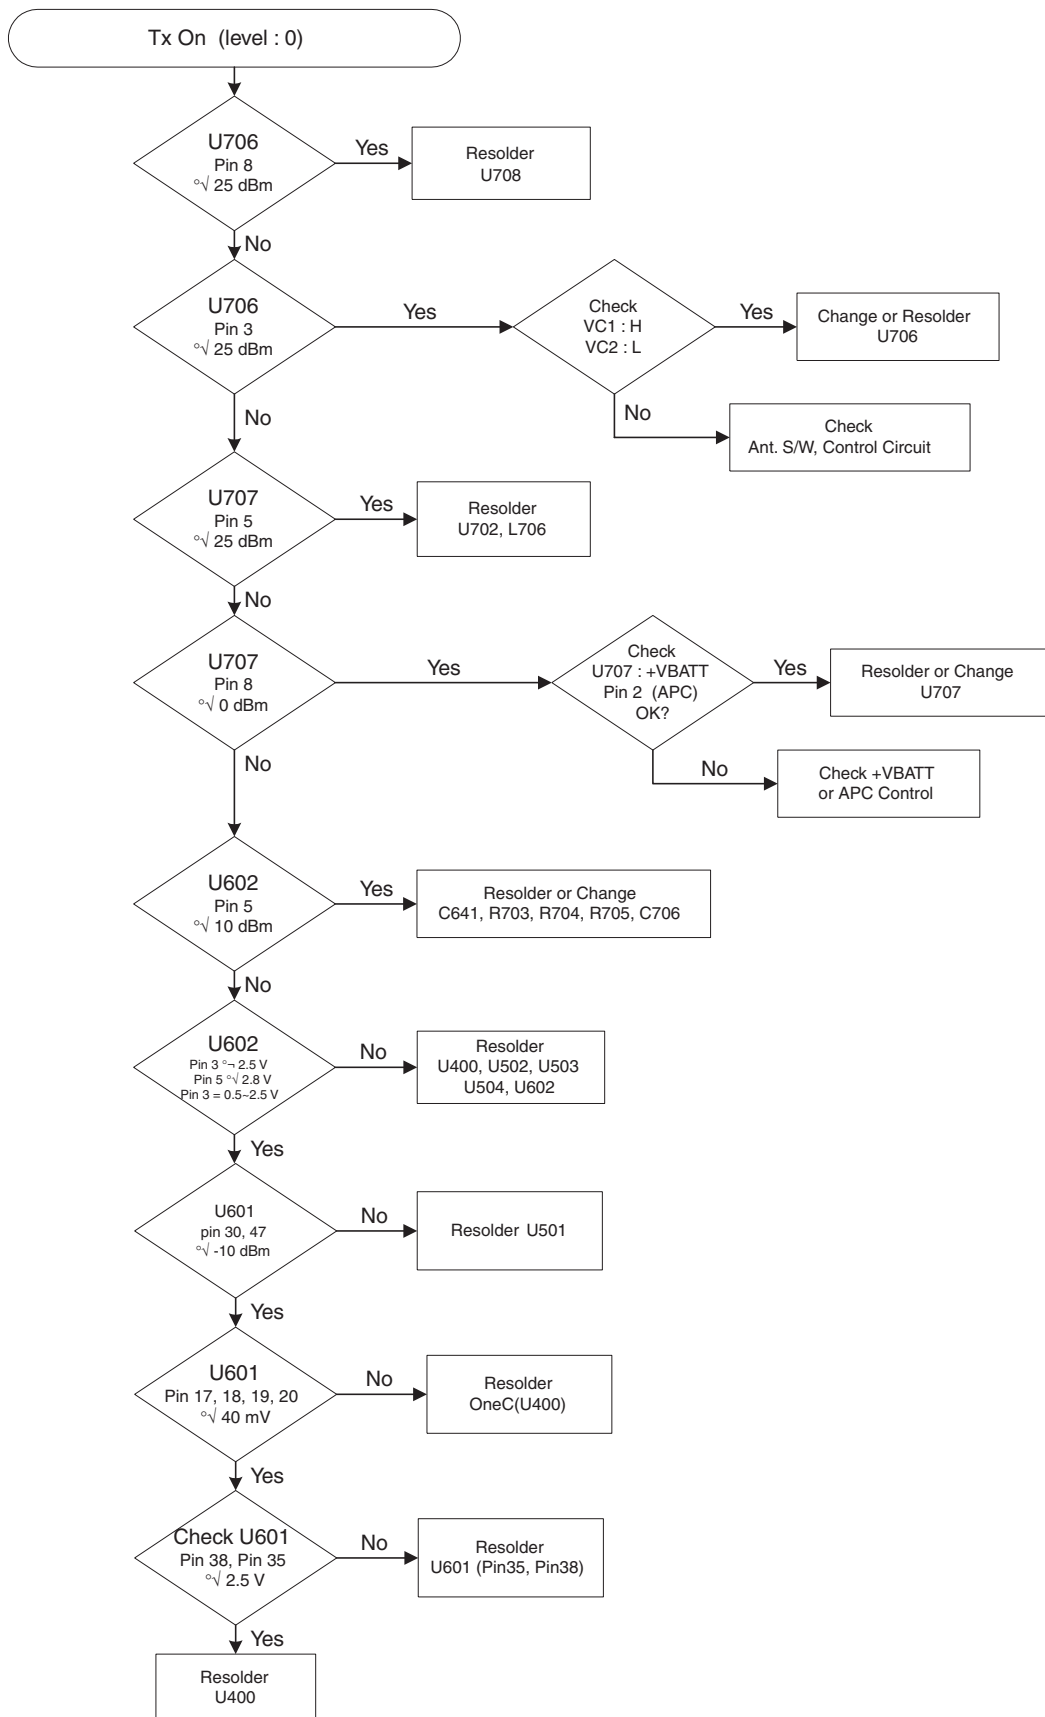 Tx On (level : 0)
U706
Pin 8
°√ 25 dBm
Yes
Resolder
U708
No
U706
Pin 3
°√ 25 dBm
Yes
Check
VC1 : H
VC2 : L
Yes
Change or Resolder
U706
No
Check
Ant. S/W, Control Circuit
No
U707
Pin 5
°√ 25 dBm
Yes
Resolder
U702, L706
No
U707
Pin 8
°√ 0 dBm
Yes
Check
U707 : +VBATT
Pin 2 (APC)
OK?
Yes
Resolder or Change
U707
No
Check +VBATT
or APC Control
No
U602
Pin 5
°√ 10 dBm
Yes
Resolder or Change
C641, R703, R704, R705, C706
No
U602
Pin 3 °¬ 2.5 V
Pin 5 °√ 2.8 V
Pin 3 = 0.5~2.5 V
No
Resolder
U400, U502, U503
U504, U602
Yes
U601
pin 30, 47
°√ -10 dBm
No
Resolder U501
Yes
U601
Pin 17, 18, 19, 20
°√ 40 mV
No
Resolder
OneC(U400)
Yes
Check U601
Pin 38, Pin 35
°√ 2.5 V
No
Resolder
U601 (Pin35, Pin38)
Yes
Resolder
U400